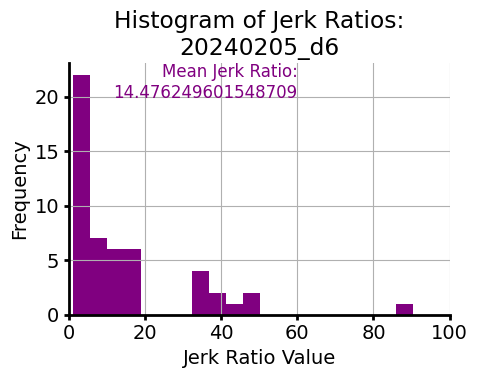 Histogram of Jerk Ratios:
20240205_d6
Mean Jerk Ratio:
14.476249601548709
20
15
10
5
0
Frequency
0 20 40 60 80 100
Jerk Ratio Value